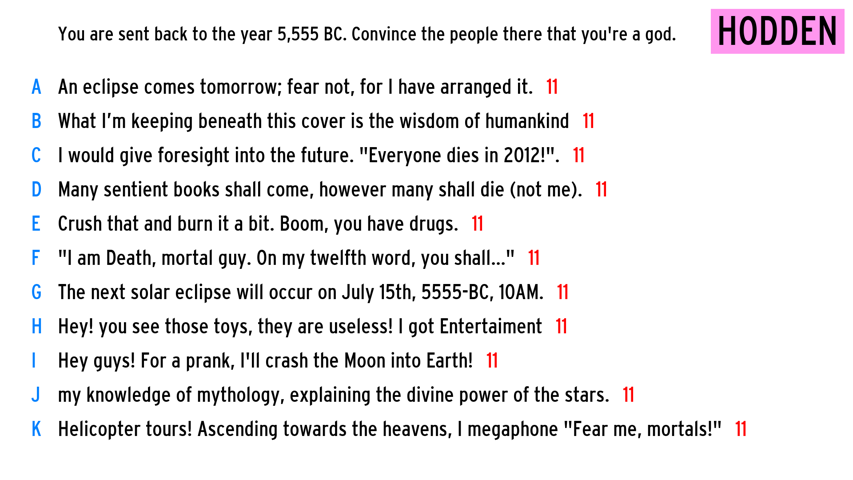 You are sent back to the year 5,555 BC. Convince the people there that you're a god. HODDEN
A An eclipse comes tomorrow; fear not, for I have arranged it. 11
B What I'm keeping beneath this cover is the wisdom of humankind 11
C I would give foresight into the future. "Everyone dies in 2012!". 11
D Many sentient books shall come, however many shall die (not me). 11
E Crush that and burn it a bit. Boom, you have drugs. 11
F "I am Death, mortal guy. On my twelfth word, you shall..." 11
G The next solar eclipse will occur on July 15th, 5555-BC, 10AM. 11
H Hey! you see those toys, they are useless! I got Entertaiment 11
I Hey guys! For a prank, I'll crash the Moon into Earth! 11
J my knowledge of mythology, explaining the divine power of the stars. 11
K Helicopter tours! Ascending towards the heavens, I megaphone "Fear me, mortals!" 11